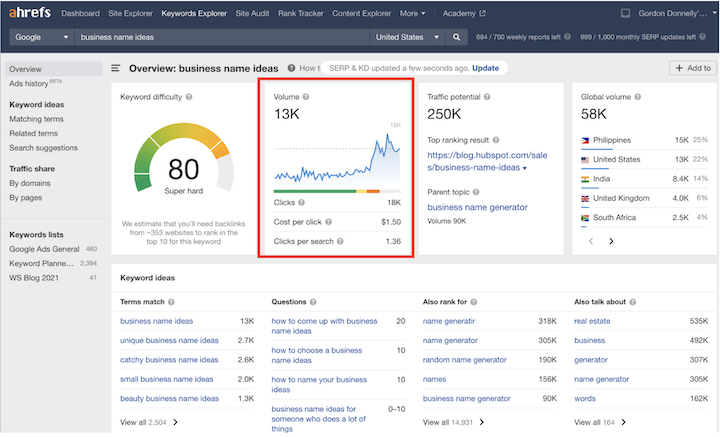 ahrefs Dashboard Site Explorer Keywords Explorer Site Audit Rank Tracker Content Explorer More Academy Gordon Donnelly'...
Google business name ideas United States 684 / 700 weekly reports left 999 / 1,000 monthly SERP updates left
Overview
Ads history BETA
Keyword ideas
Matching terms
Related terms
Search suggestions
Traffic share
By domains
By pages
Keywords lists
Google Ads General 460
Keyword Planne... 2,394
WS Blog 2021 41
Overview: business name ideas How t SERP & KD updated a few seconds ago. Update + Add to
Keyword difficulty
80
Super hard
We estimate that you'll need backlinks
from ~353 websites to rank in the
top 10 for this keyword
Volume
13K
18K
Clicks 18K
Cost per click $1.50
Clicks per search 1.36
Traffic potential
250K
Top ranking result
https://blog.hubspot.com/sale
s/business-name-ideas
Parent topic
business name generator
Volume 90K
Global volume
58K
Philippines 15K 25%
United States 13K 22%
India 8.4K 14%
United Kingdom 4.0K 6%
South Africa 2.5K 4%
Keyword ideas
Terms match
business name ideas 13K
unique business name ideas 2.7K
catchy business name ideas 2.6K
small business name ideas 2.0K
beauty business name ideas 1.3K
View all 2,504
Questions
how to come up with business 20
name ideas
how to choose a business 10
name ideas
how to name your business 10
ideas
business name ideas for 0–10
someone who does a lot of
things
Also rank for
name generatir 318K
name generator 305K
random name generator 190K
names 156K
business name generator 90K
View all 14,931
Also talk about
real estate 535K
business 492K
generator 307K
name generator 305K
words 162K
View all 164